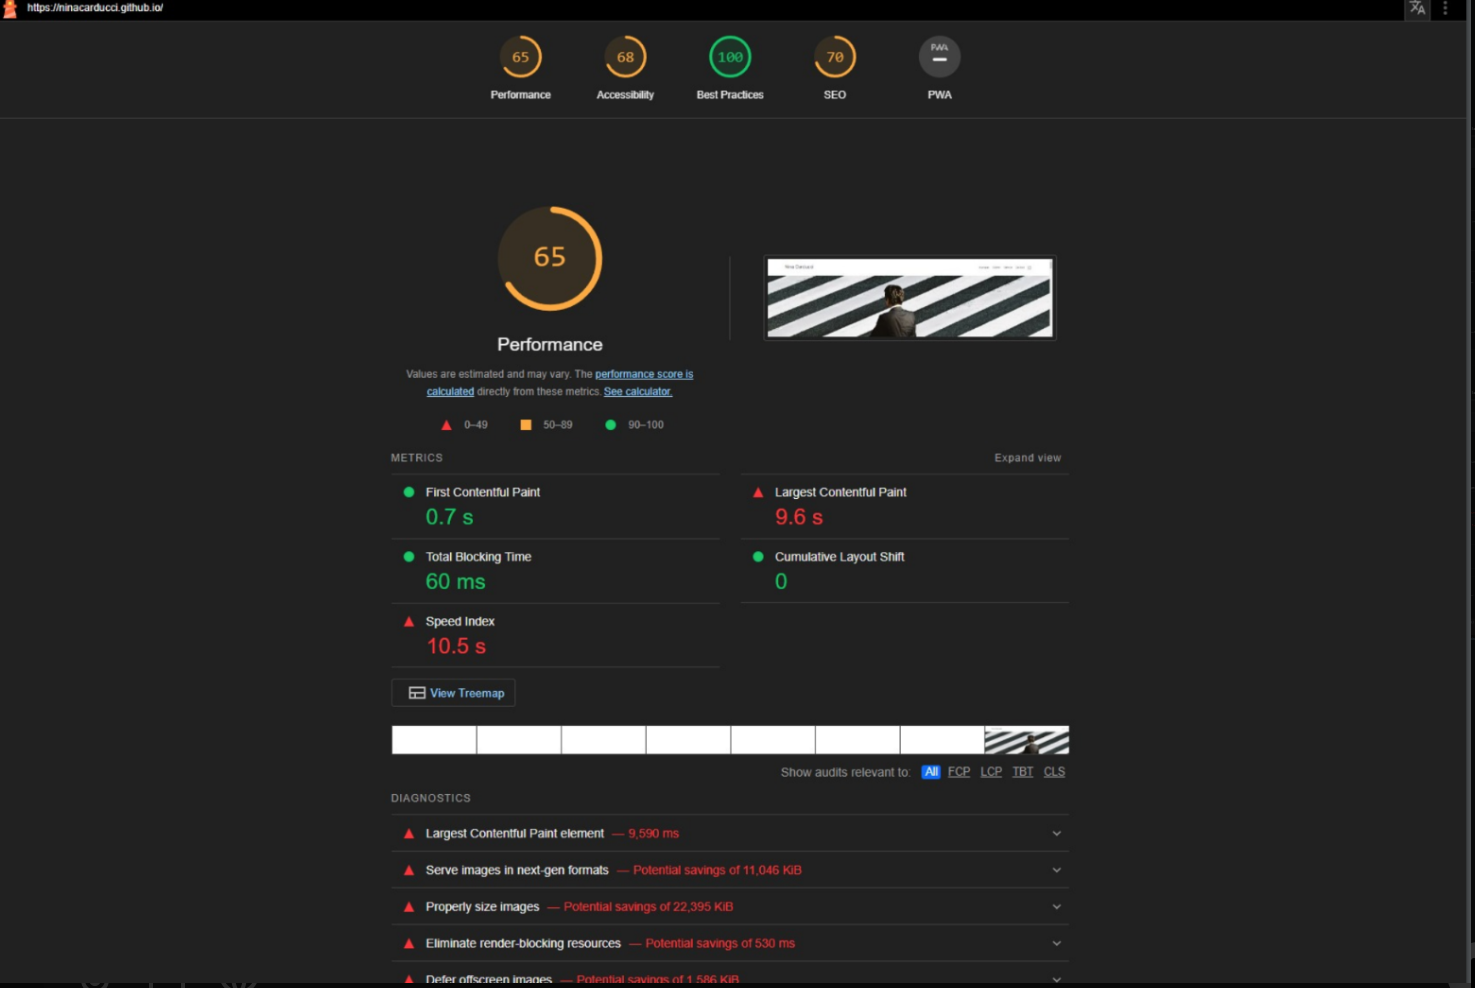 https://ninacarducci.github.io/
65
68
100
70
PWA
Performance
Accessibility
Best Practices
SEO
PWA
65
Performance
Values are estimated and may vary. The performance score is
calculated directly from these metrics. See calculator.
0–49
50–89
90–100
METRICS
Expand view
First Contentful Paint
0.7 s
Largest Contentful Paint
9.6 s
Total Blocking Time
60 ms
Cumulative Layout Shift
0
Speed Index
10.5 s
View Treemap
Show audits relevant to: All FCP LCP TBT CLS
DIAGNOSTICS
Largest Contentful Paint element — 9,590 ms
Serve images in next-gen formats — Potential savings of 11,046 KiB
Properly size images — Potential savings of 22,395 KiB
Eliminate render-blocking resources — Potential savings of 530 ms
Defer offscreen images — Potential savings of 1,586 KiB